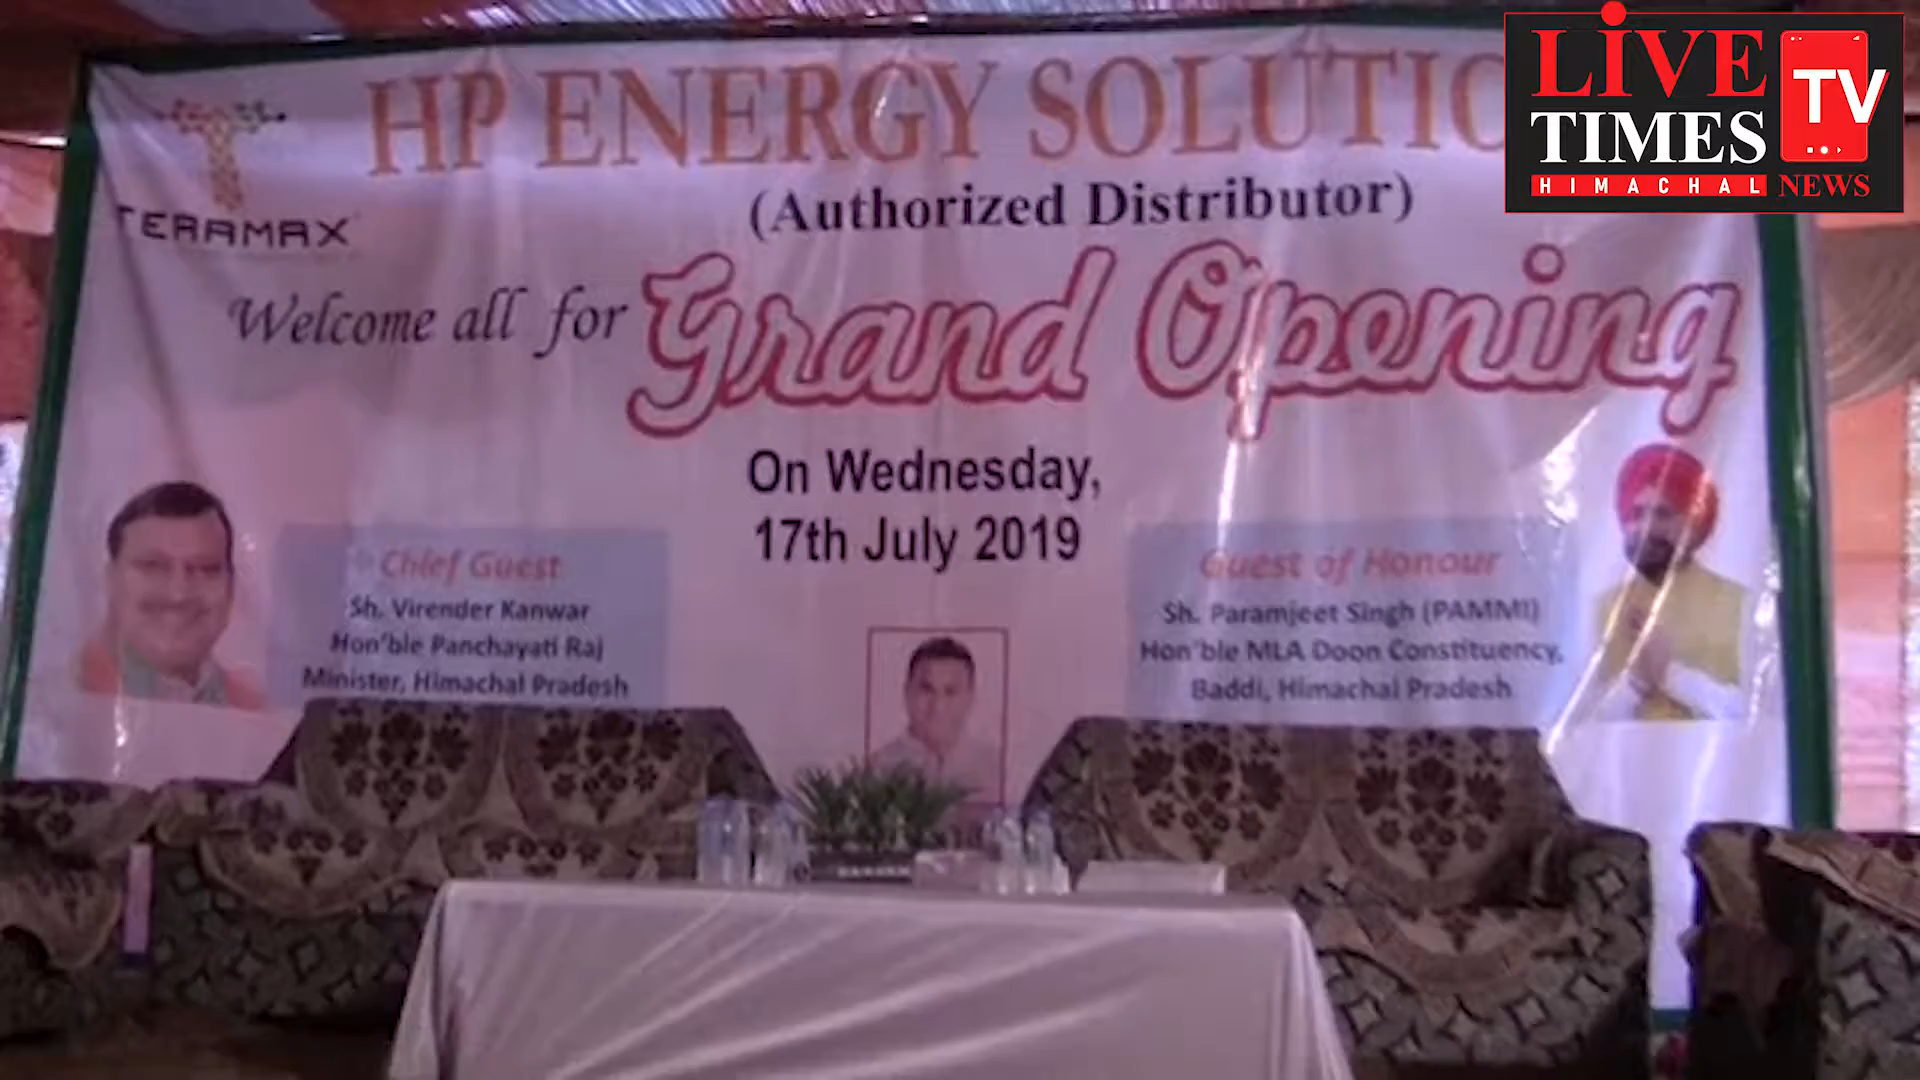 HP ENERGY SOLUTIO
(Authorized Distributor)
TERAMAX
Welcome all for Grand Opening
On Wednesday,
17th July 2019
Chief Guest
Sh. Virender Kanwar
Hon'ble Panchayati Raj
Minister, Himachal Pradesh
Guest of Honour
Sh. Paramjeet Singh (PAMMI)
Hon'ble MLA Doon Constituency,
Baddi, Himachal Pradesh
LiVE
TIMES
TV
HIMACHAL NEWS